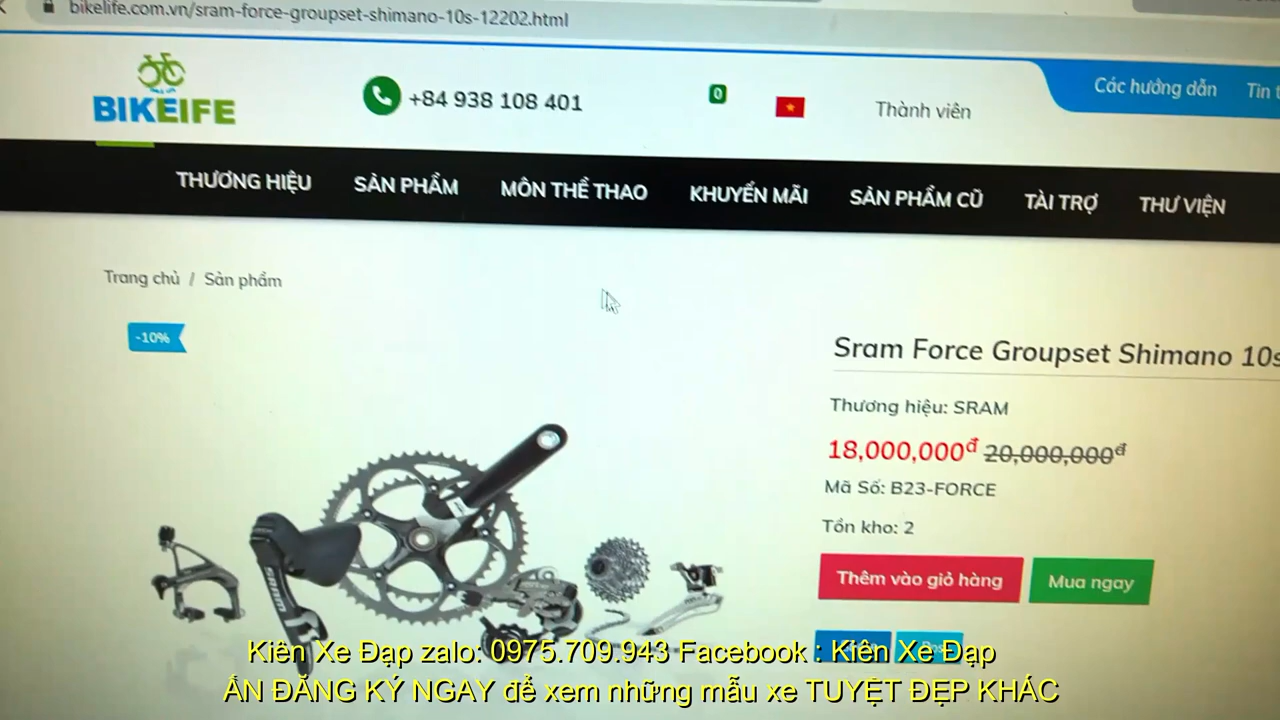 bikelife.com.vn/sram-force-groupset-shimano-10s-12202.html
BIKEIFE
+84 938 108 401
0
Thành viên
Các hướng dẫn
Tin
THƯƠNG HIỆU SẢN PHẨM MÔN THỂ THAO KHUYẾN MÃI SẢN PHẨM CŨ TÀI TRỢ THƯ VIỆN
Trang chủ / Sản phẩm
-10%
Sram Force Groupset Shimano 10s
Thương hiệu: SRAM
18,000,000đ 20,000,000đ
Mã Số: B23-FORCE
Tồn kho: 2
Thêm vào giỏ hàng Mua ngay
SRAM
Kiên Xe Đạp zalo: 0975.709.943 Facebook : Kiên Xe Đạp
ẤN ĐĂNG KÝ NGAY để xem những mẫu xe TUYỆT ĐẸP KHÁC